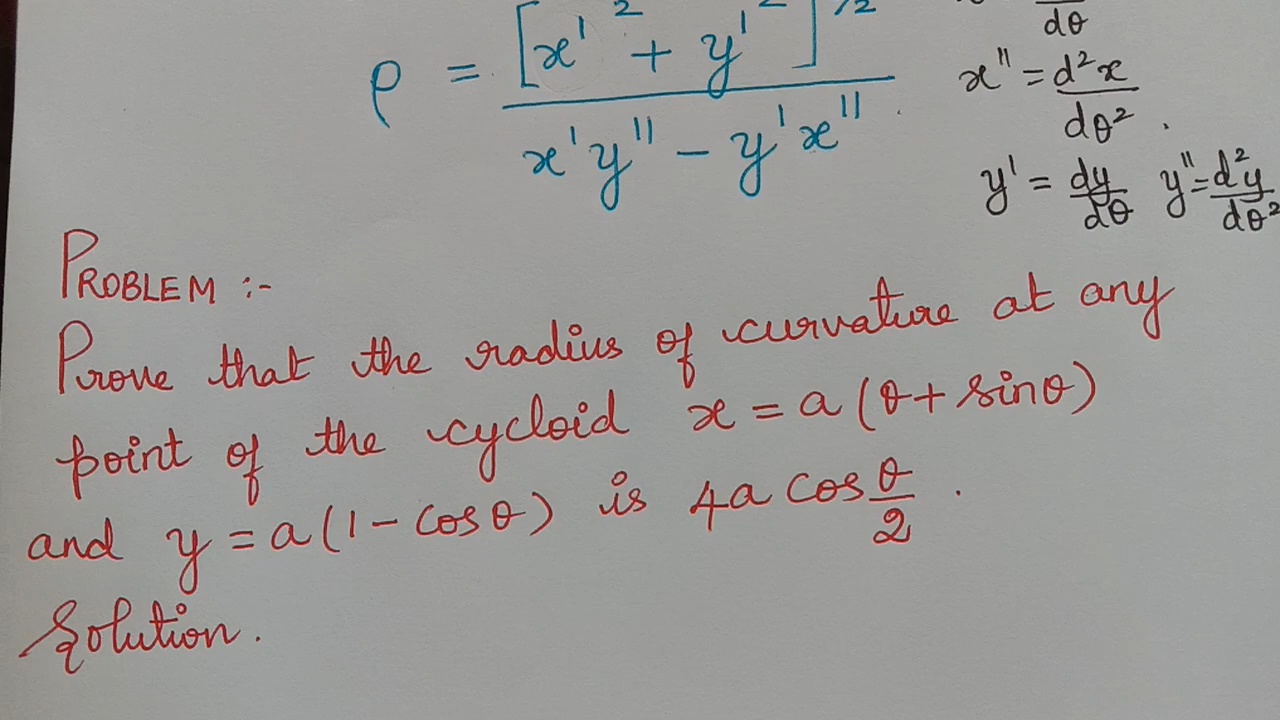 ρ = [x'² + y'²]^3/2 / x'y'' - y'x''
dθ
x'' = d²x/dθ² .
y' = dy/dθ y'' = d²y/dθ²
PROBLEM :-
Prove that the radius of curvature at any
point of the cycloid x = a (θ + sinθ)
and y = a (1 - cosθ) is 4a cos θ/2 .
Solution.